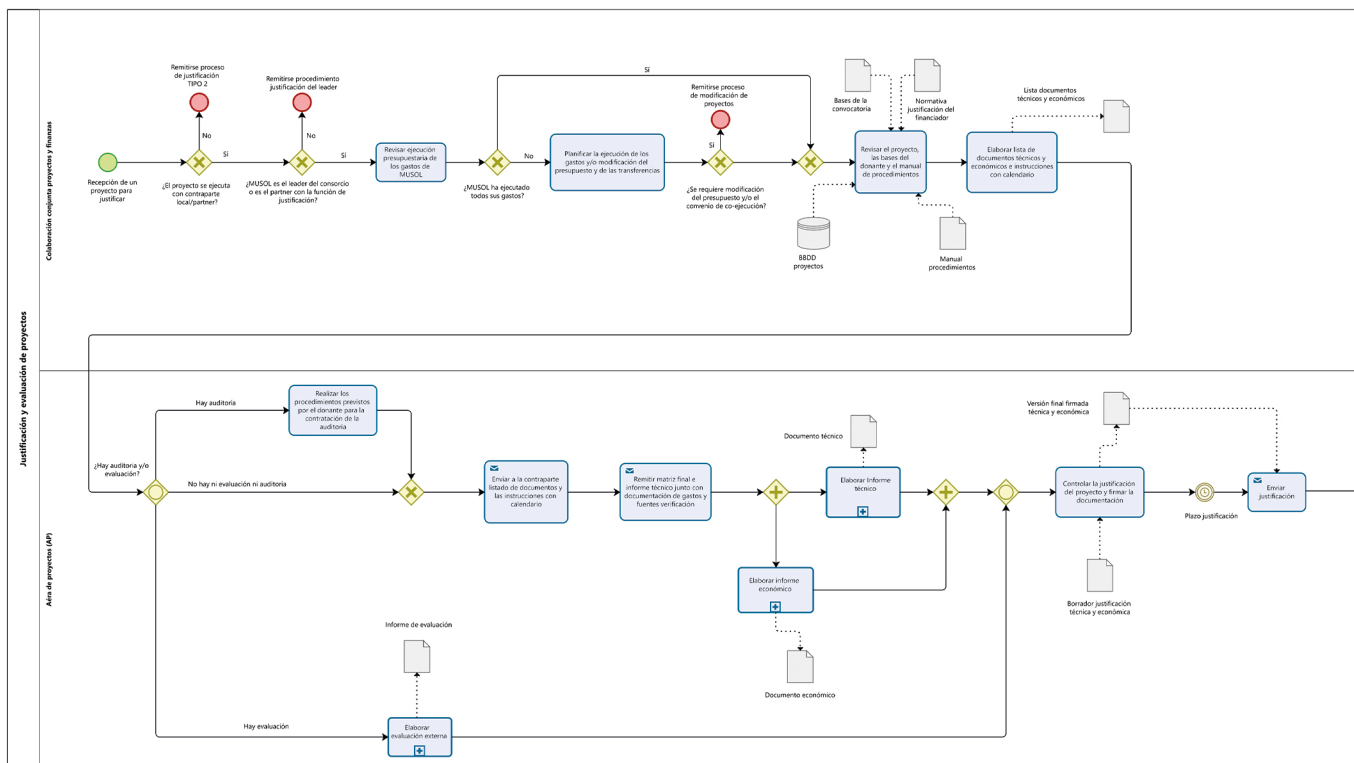 Justificación y evaluación de proyectos
Colaboración conjunta proyectos y finanzas
Recepción de un
proyecto para
justificar
Remitirse proceso
de justificación
TIPO 2
No
¿El proyecto se ejecuta
con contraparte
local/partner?
Sí
Remitirse procedimiento
justificación del leader
No
¿MUSOL es el leader del consorcio
o es el partner con la función de
justificación?
Sí
Revisar ejecución
presupuestaria de
los gastos de
MUSOL
¿MUSOL ha ejecutado
todos sus gastos?
Sí
No
Planificar la ejecución de los
gastos y/o modificación del
presupuesto y de las transferencias
Remitirse proceso
de modificación de
proyectos
Sí
¿Se requiere modificación
del presupuesto y/o el
convenio de co-ejecución?
Bases de la
convocatoria
Normativa
justificación del
financiador
Revisar el proyecto,
las bases del
donante y el manual
de procedimientos
BBDD
proyectos
Manual
procedimientos
Lista documentos
técnicos y económicos
Elaborar lista de
documentos técnicos y
económicos e instrucciones
con calendario
Aéra de proyectos (AP)
¿Hay auditoria y/o
evaluación?
Hay auditoría
Realizar los
procedimientos previstos
por el donante para la
contratación de la
auditoria
No hay ni evaluación ni auditoria
Enviar a la contraparte
listado de documentos y
las instrucciones con
calendario
Remitir matriz final e
informe técnico junto con
documentación de gastos y
fuentes verificación
Documento técnico
Elaborar Informe
técnico
Elaborar informe
económico
Documento económico
Versión final firmada
técnica y económica
Controlar la justificación
del proyecto y firmar la
documentación
Borrador justificación
técnica y económica
Plazo justificación
Enviar
justificación
Informe de evaluación
Hay evaluación
Elaborar
evaluación externa